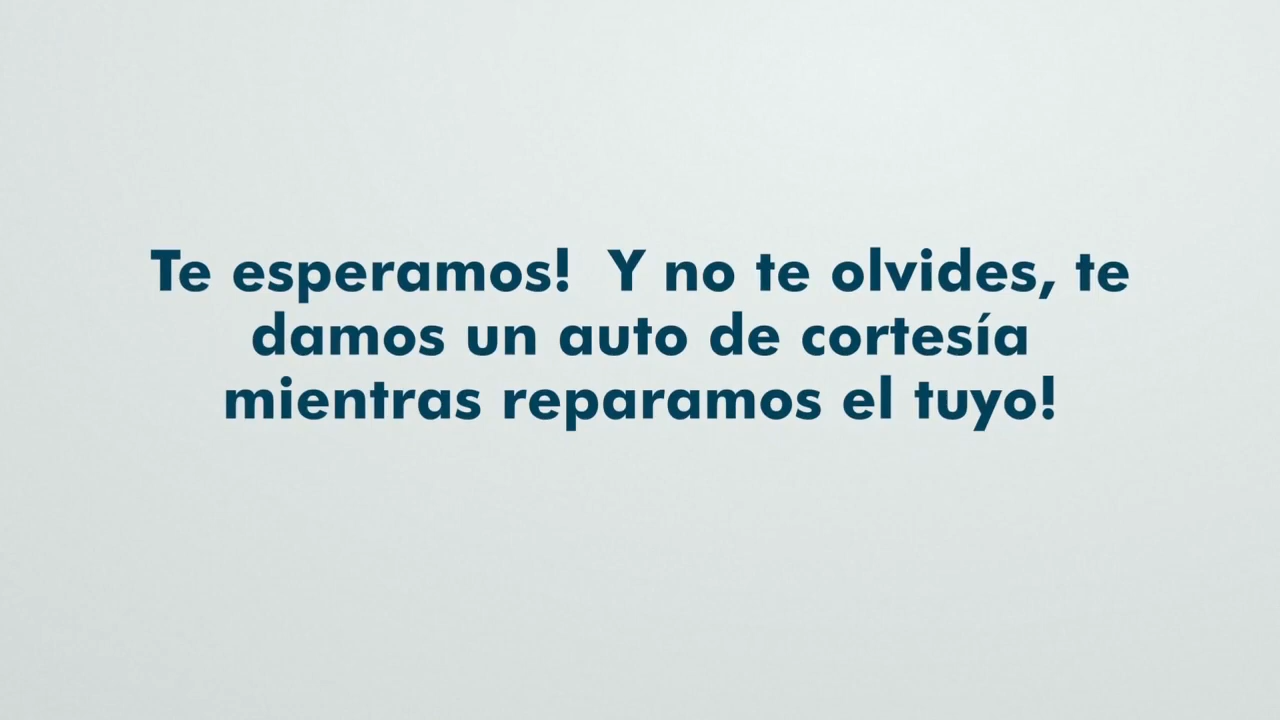 Te esperamos!  Y no te olvides, te
damos un auto de cortesía
mientras reparamos el tuyo!